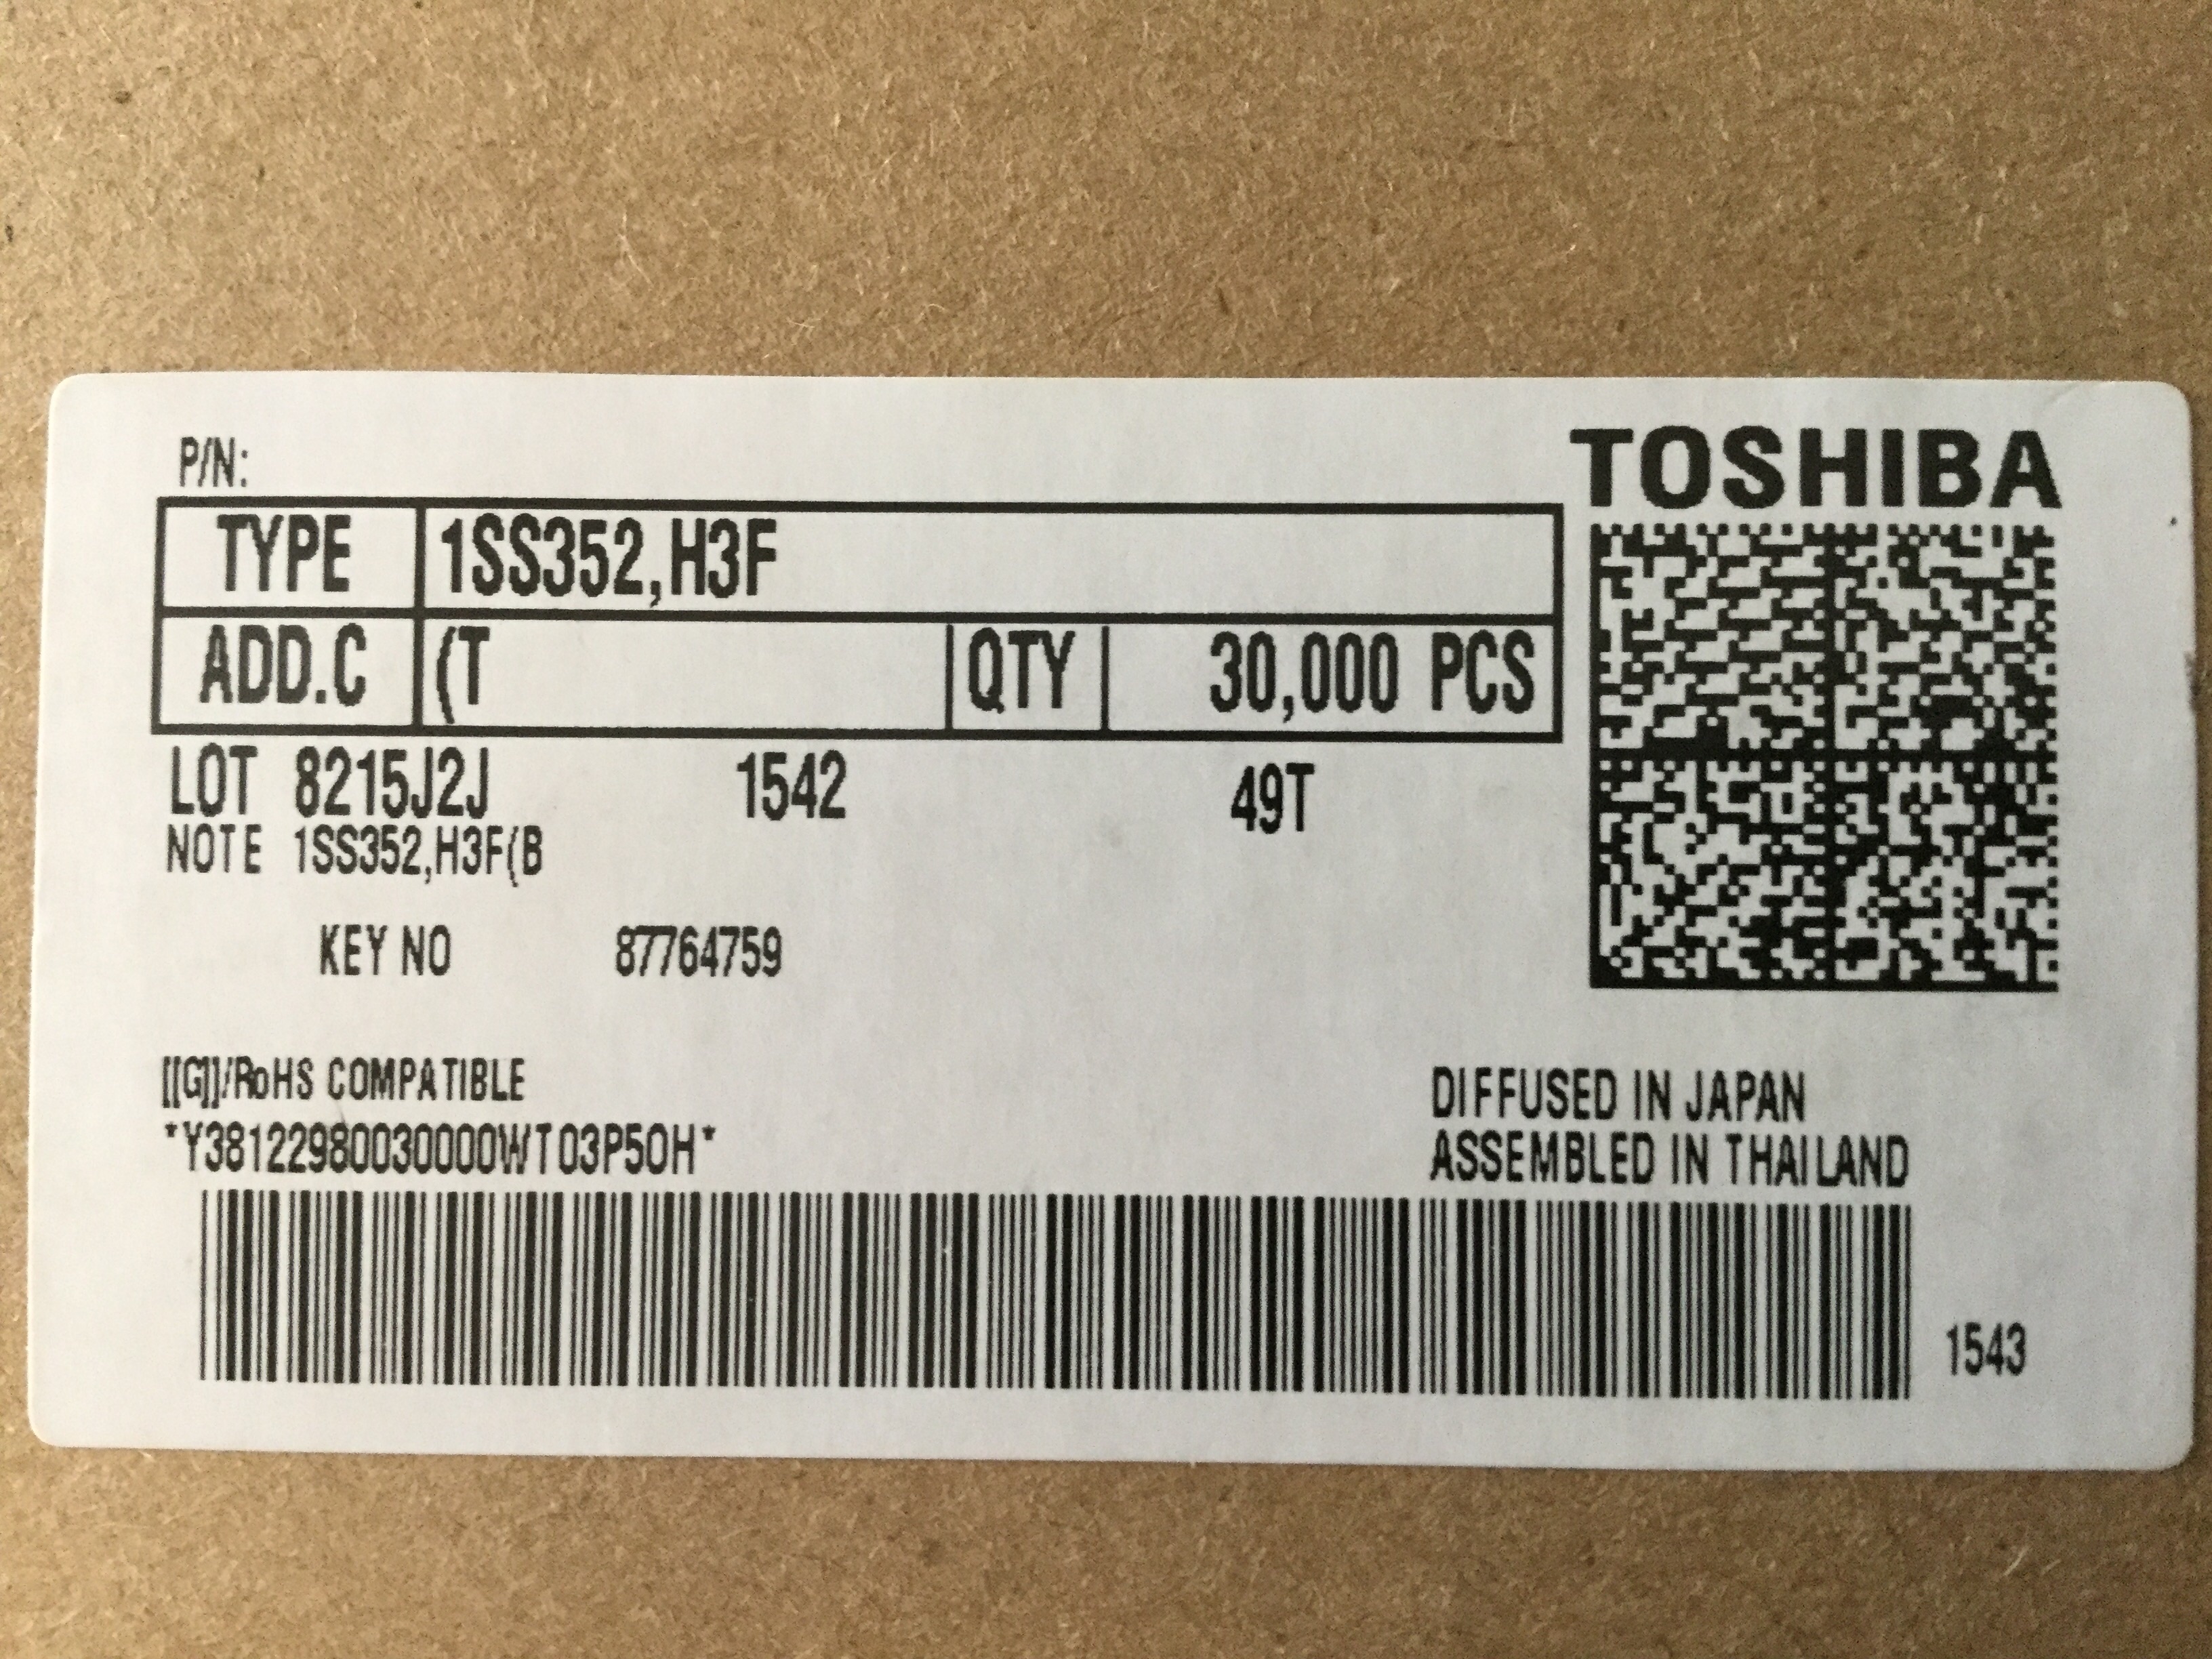 P/N:
TOSHIBA
TYPE 1SS352,H3F
ADD.C (T QTY 30,000 PCS
LOT 8215J2J 1542 49T
NOTE 1SS352,H3F(B
KEY NO 87764759
[[G]]/RoHS COMPATIBLE
DIFFUSED IN JAPAN
*Y38122980030000WT03P50H*
ASSEMBLED IN THAILAND
1543